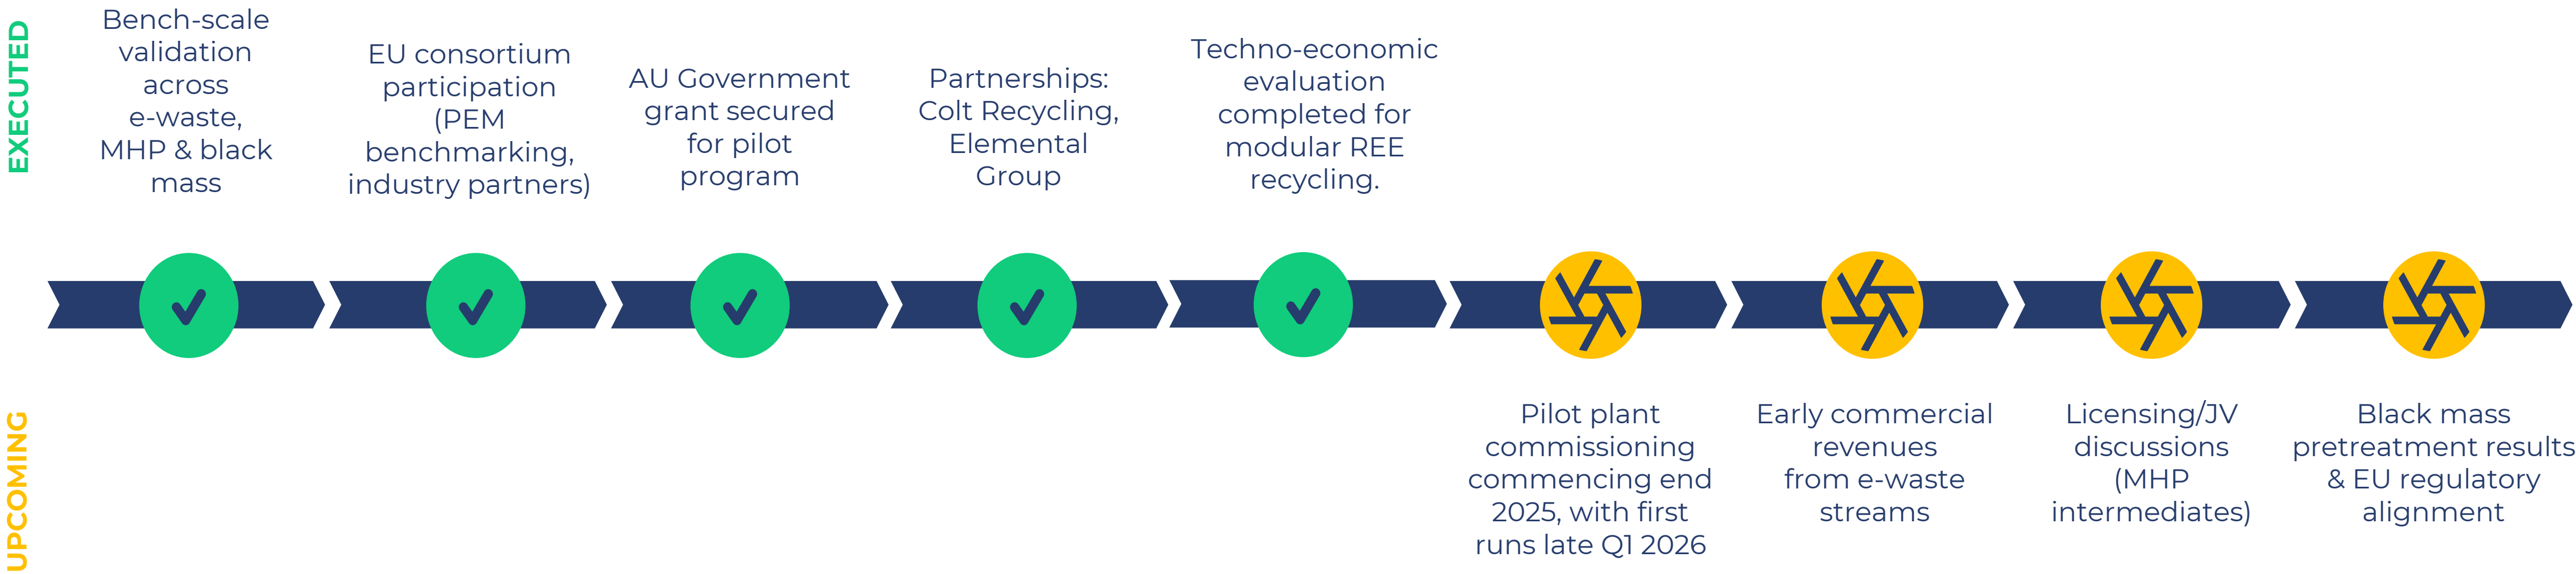 EXECUTED
Bench-scale
validation
across
e-waste,
MHP & black
mass
EU consortium
participation
(PEM
benchmarking,
industry partners)
AU Government
grant secured
for pilot
program
Partnerships:
Colt Recycling,
Elemental
Group
Techno-economic
evaluation
completed for
modular REE
recycling.
UPCOMING
Pilot plant
commissioning
commencing end
2025, with first
runs late Q1 2026
Early commercial
revenues
from e-waste
streams
Licensing/JV
discussions
(MHP
intermediates)
Black mass
pretreatment results
& EU regulatory
alignment